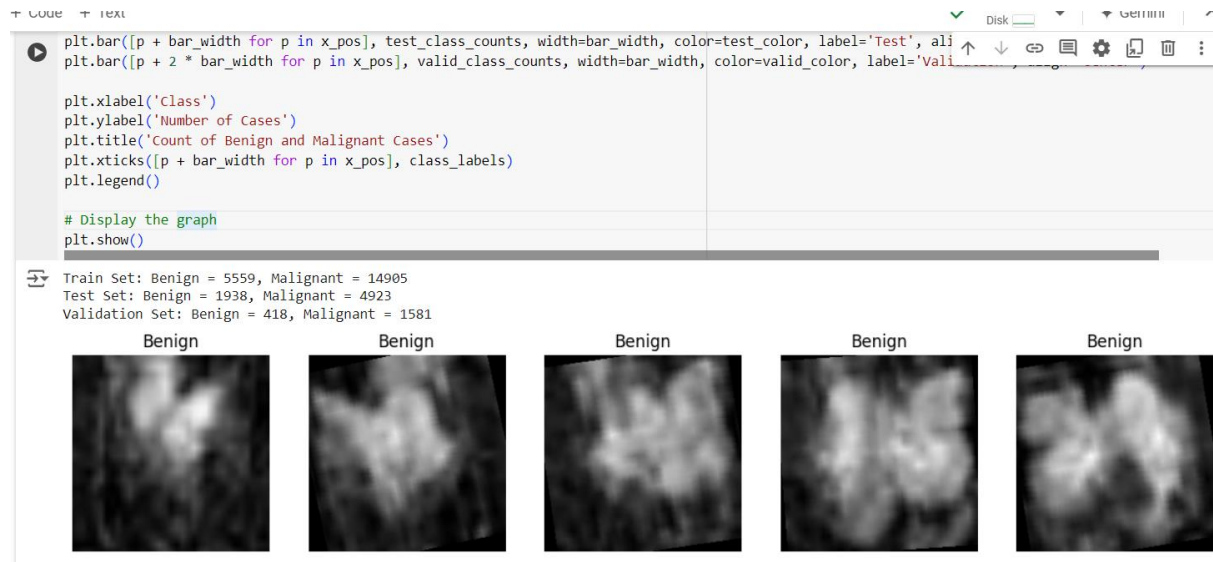 + Code + Text
Disk
Gemini
plt.bar([p + bar_width for p in x_pos], test_class_counts, width=bar_width, color=test_color, label='Test', ali
plt.bar([p + 2 * bar_width for p in x_pos], valid_class_counts, width=bar_width, color=valid_color, label='Validation', align='center')
plt.xlabel('Class')
plt.ylabel('Number of Cases')
plt.title('Count of Benign and Malignant Cases')
plt.xticks([p + bar_width for p in x_pos], class_labels)
plt.legend()
# Display the graph
plt.show()
Train Set: Benign = 5559, Malignant = 14905
Test Set: Benign = 1938, Malignant = 4923
Validation Set: Benign = 418, Malignant = 1581
Benign Benign Benign Benign Benign